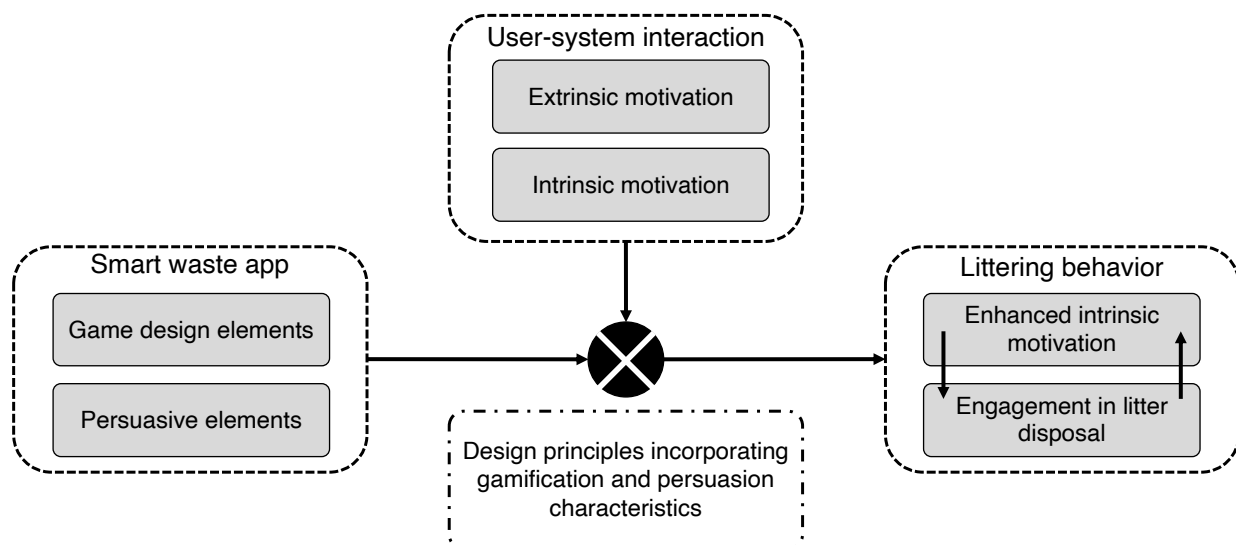 User-system interaction
Extrinsic motivation
Intrinsic motivation
Smart waste app
Game design elements
Persuasive elements
Littering behavior
Enhanced intrinsic
motivation
Engagement in litter
disposal
Design principles incorporating
gamification and persuasion
characteristics